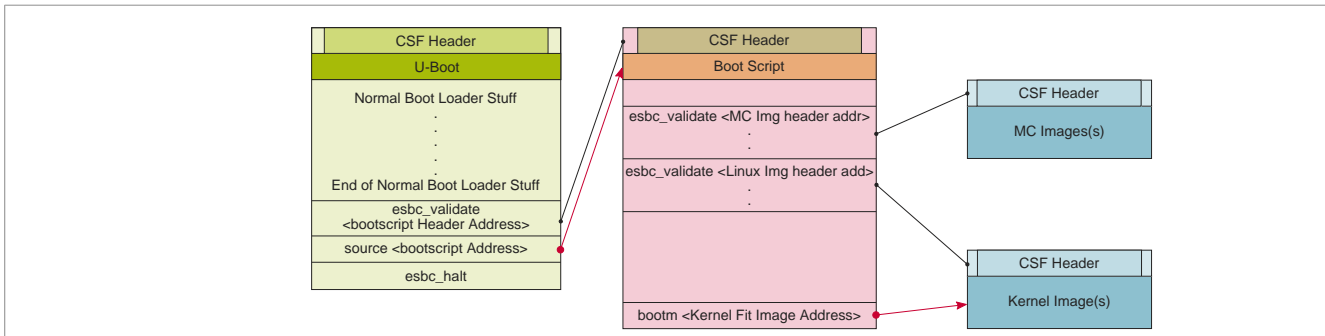 CSF Header
U-Boot
Normal Boot Loader Stuff
.
.
.
.
End of Normal Boot Loader Stuff
esbc_validate
<bootscript Header Address>
source <bootscript Address>
esbc_halt
CSF Header
Boot Script
esbc_validate <MC Img header addr>
.
.
esbc_validate <Linux Img header add>
.
.
bootm <Kernel Fit Image Address>
CSF Header
MC Images(s)
CSF Header
Kernel Image(s)